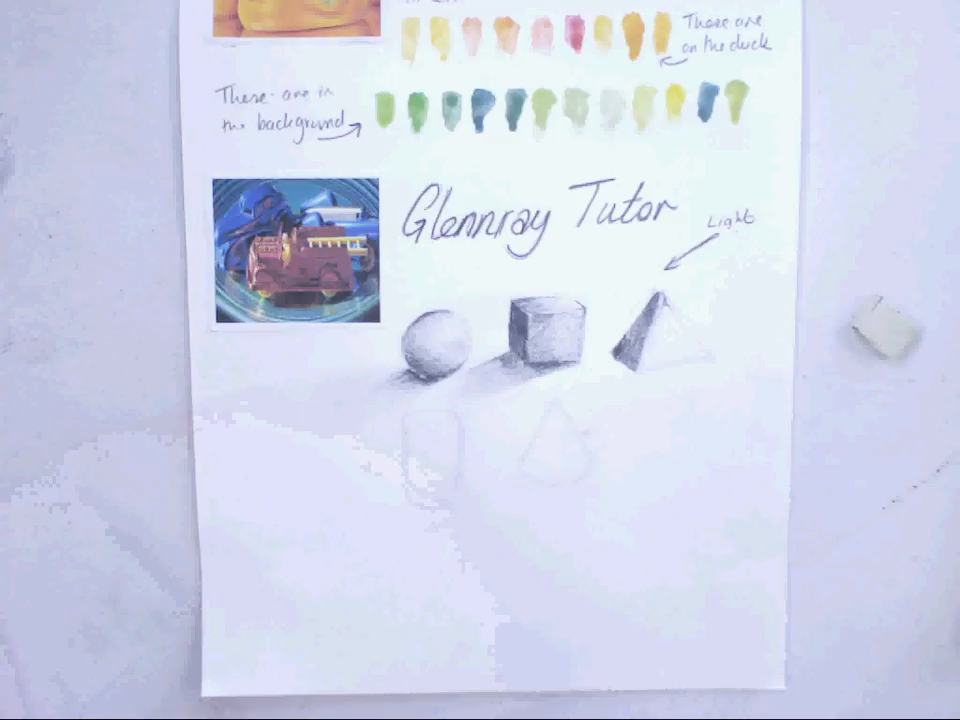 These are
on the duck
These are in
the background
Glennray Tutor
Light